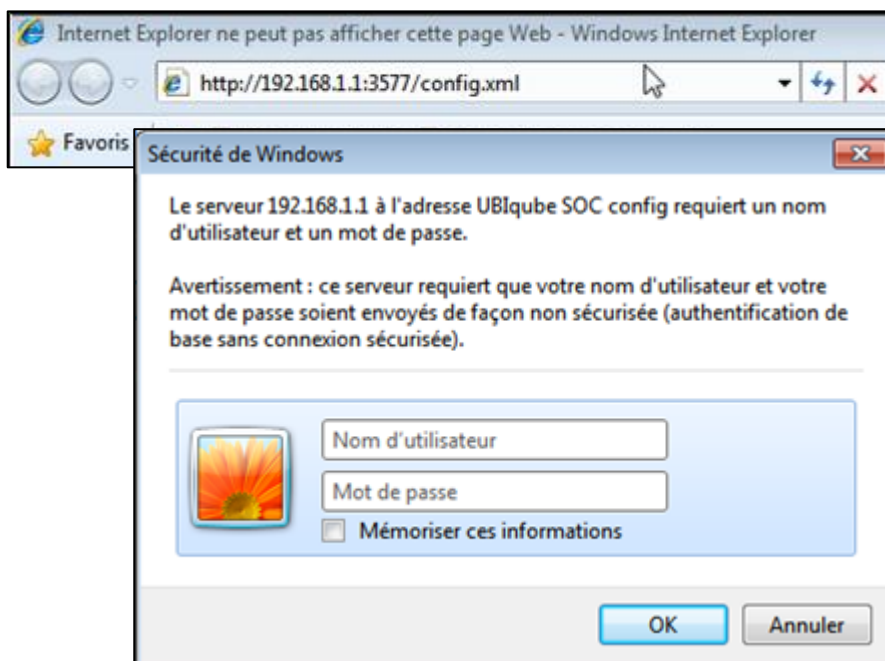 Internet Explorer ne peut pas afficher cette page Web - Windows Internet Explorer
http://192.168.1.1:3577/config.xml
Favoris
Sécurité de Windows
Le serveur 192.168.1.1 à l'adresse UBIqube SOC config requiert un nom
d'utilisateur et un mot de passe.
Avertissement : ce serveur requiert que votre nom d'utilisateur et votre
mot de passe soient envoyés de façon non sécurisée (authentification de
base sans connexion sécurisée).
Nom d'utilisateur
Mot de passe
Mémoriser ces informations
OK
Annuler